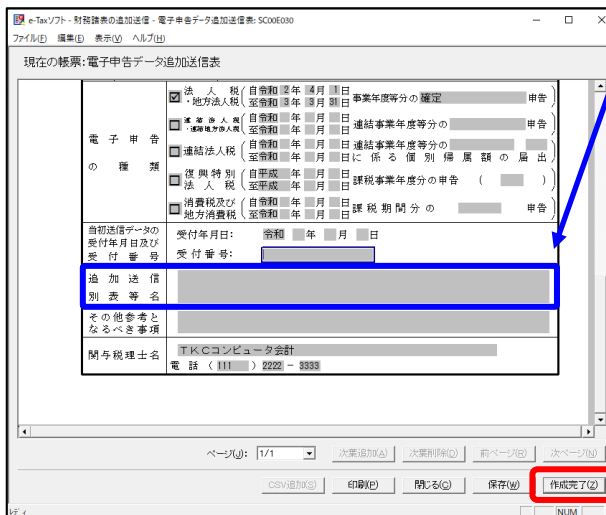 e-Taxソフト - 財務諸表の追加送信 - 電子申告データ追加送信表: SC00E030
ファイル(F) 編集(E) 表示(V) ヘルプ(H)
現在の帳票:電子申告データ追加送信表
電子申告の種類
法人税・地方法人税 (自令和 2年 4月 1日 至令和 3年 3月 31日) 事業年度等分の 確定 申告
連結法人税・連結地方法人税 (自令和 年 月 日 至令和 年 月 日) 連結事業年度等分の 申告
連結法人税 (自令和 年 月 日 至令和 年 月 日) 連結事業年度等分の に係る個別帰属額の届出
復興特別法人税 (自平成 年 月 日 至平成 年 月 日) 課税事業年度分の申告 ( )
消費税及び地方消費税 (自令和 年 月 日 至令和 年 月 日) 課税期間分の 申告
当初送信データの受付年月日及び受付番号
受付年月日: 令和 年 月 日
受付番号:
追加送信別表等名
その他参考となるべき事項
関与税理士名 TKCコンピュータ会計
電話 (111) 2222 - 3333
ページ(J): 1/1 次葉追加(A) 次葉削除(D) 前ページ(R) 次ページ(N)
CSV追加(S) 印刷(P) 閉じる(C) 保存(W) 作成完了(Z)
レディ NUM